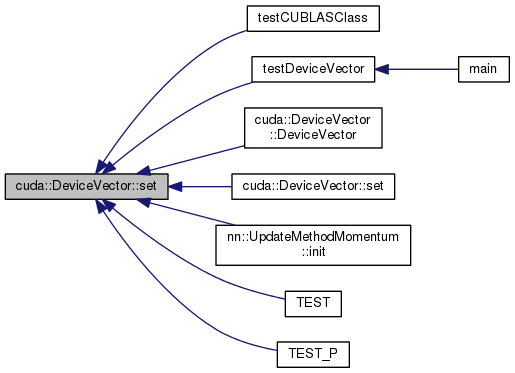 testCUBLASClass
testDeviceVector
main
cuda::DeviceVector
::DeviceVector
cuda::DeviceVector::set
cuda::DeviceVector::set
nn::UpdateMethodMomentum
::init
TEST
TEST_P